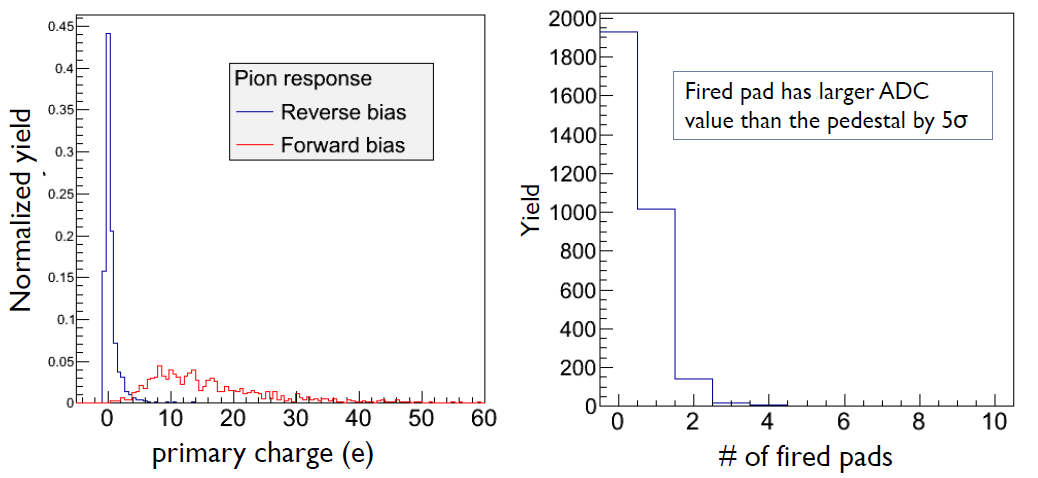 0.45
0.4
0.35
0.3
0.25
0.2
0.15
0.1
0.05
0
Normalized yield
Pion response
Reverse bias
Forward bias
0 10 20 30 40 50 60
primary charge (e)
2000
1800
1600
1400
1200
1000
800
600
400
200
0
Yield
Fired pad has larger ADC
value than the pedestal by 5σ
0 2 4 6 8 10
# of fired pads